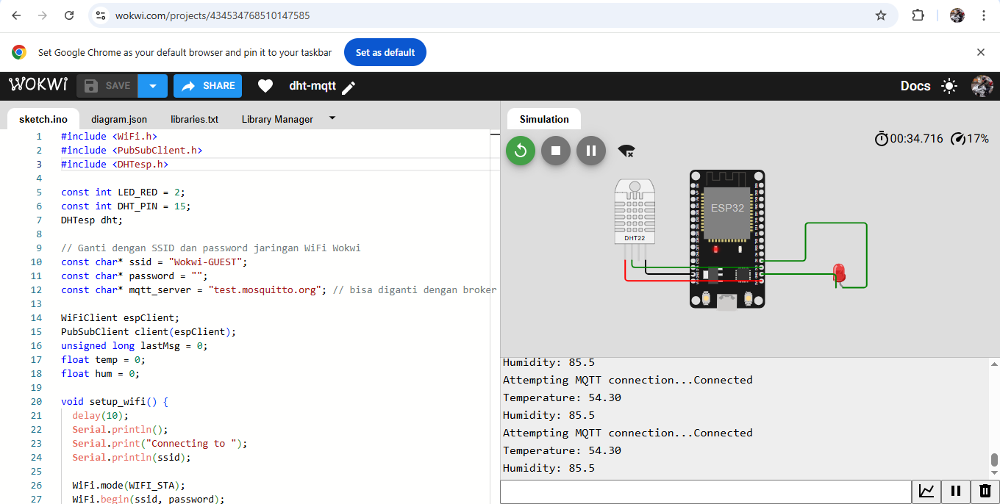 wokwi.com/projects/434534768510147585
Set Google Chrome as your default browser and pin it to your taskbar
Set as default
WOKWI
SAVE
SHARE
dht-mqtt
Docs
sketch.ino
diagram.json
libraries.txt
Library Manager
1 #include <WiFi.h>
2 #include <PubSubClient.h>
3 #include <DHTesp.h>
4
5 const int LED_RED = 2;
6 const int DHT_PIN = 15;
7 DHTesp dht;
8
9 // Ganti dengan SSID dan password jaringan WiFi Wokwi
10 const char* ssid = "Wokwi-GUEST";
11 const char* password = "";
12 const char* mqtt_server = "test.mosquitto.org"; // bisa diganti dengan broker
13
14 WiFiClient espClient;
15 PubSubClient client(espClient);
16 unsigned long lastMsg = 0;
17 float temp = 0;
18 float hum = 0;
19
20 void setup_wifi() {
21 delay(10);
22 Serial.println();
23 Serial.print("Connecting to ");
24 Serial.println(ssid);
25
26 WiFi.mode(WIFI_STA);
27 WiFi.begin(ssid, password);
Simulation
00:34.716
17%
ESP32
DHT22
Humidity: 85.5
Attempting MQTT connection...Connected
Temperature: 54.30
Humidity: 85.5
Attempting MQTT connection...Connected
Temperature: 54.30
Humidity: 85.5